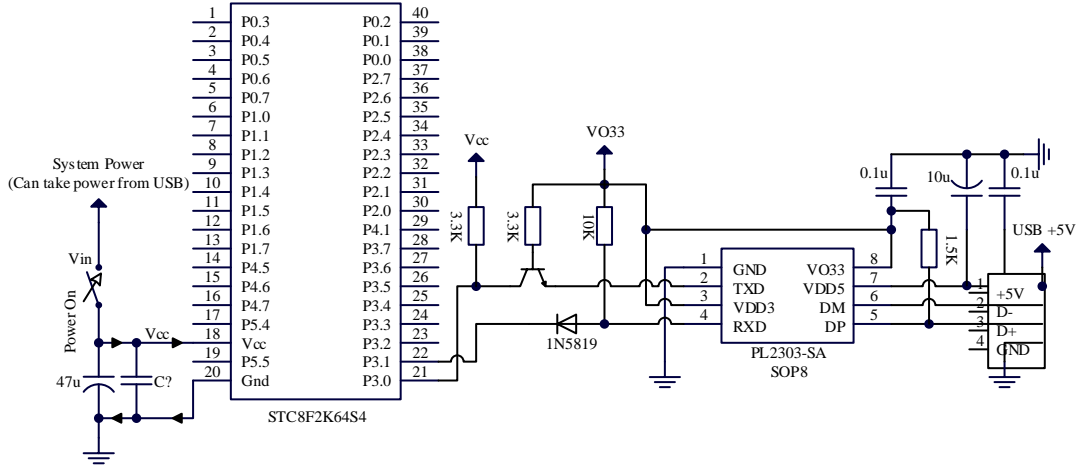 1 P0.3 P0.2 40
2 P0.4 P0.1 39
3 P0.5 P0.0 38
4 P0.6 P2.7 37
5 P0.7 P2.6 36
6 P1.0 P2.5 35
7 P1.1 P2.4 34
8 P1.2 P2.3 33
9 P1.3 P2.2 32
10 P1.4 P2.1 31
11 P1.5 P2.0 30
12 P1.6 P4.1 29
13 P1.7 P3.7 28
14 P4.5 P3.6 27
15 P4.6 P3.5 26
16 P4.7 P3.4 25
17 P5.4 P3.3 24
18 Vcc P3.2 23
19 P5.5 P3.1 22
20 Gnd P3.0 21
STC8F2K64S4
System Power
(Can take power from USB)
Vin
Power On
Vcc
47u
C?
Vcc
3.3K
3.3K
VO33
10K
1N5819
1 GND VO33 8
2 TXD VDD5 7
3 VDD3 DM 6
4 RXD DP 5
PL2303-SA
SOP8
0.1u
10u
0.1u
1.5K
USB +5V
1 +5V
2 D-
3 D+
4 GND